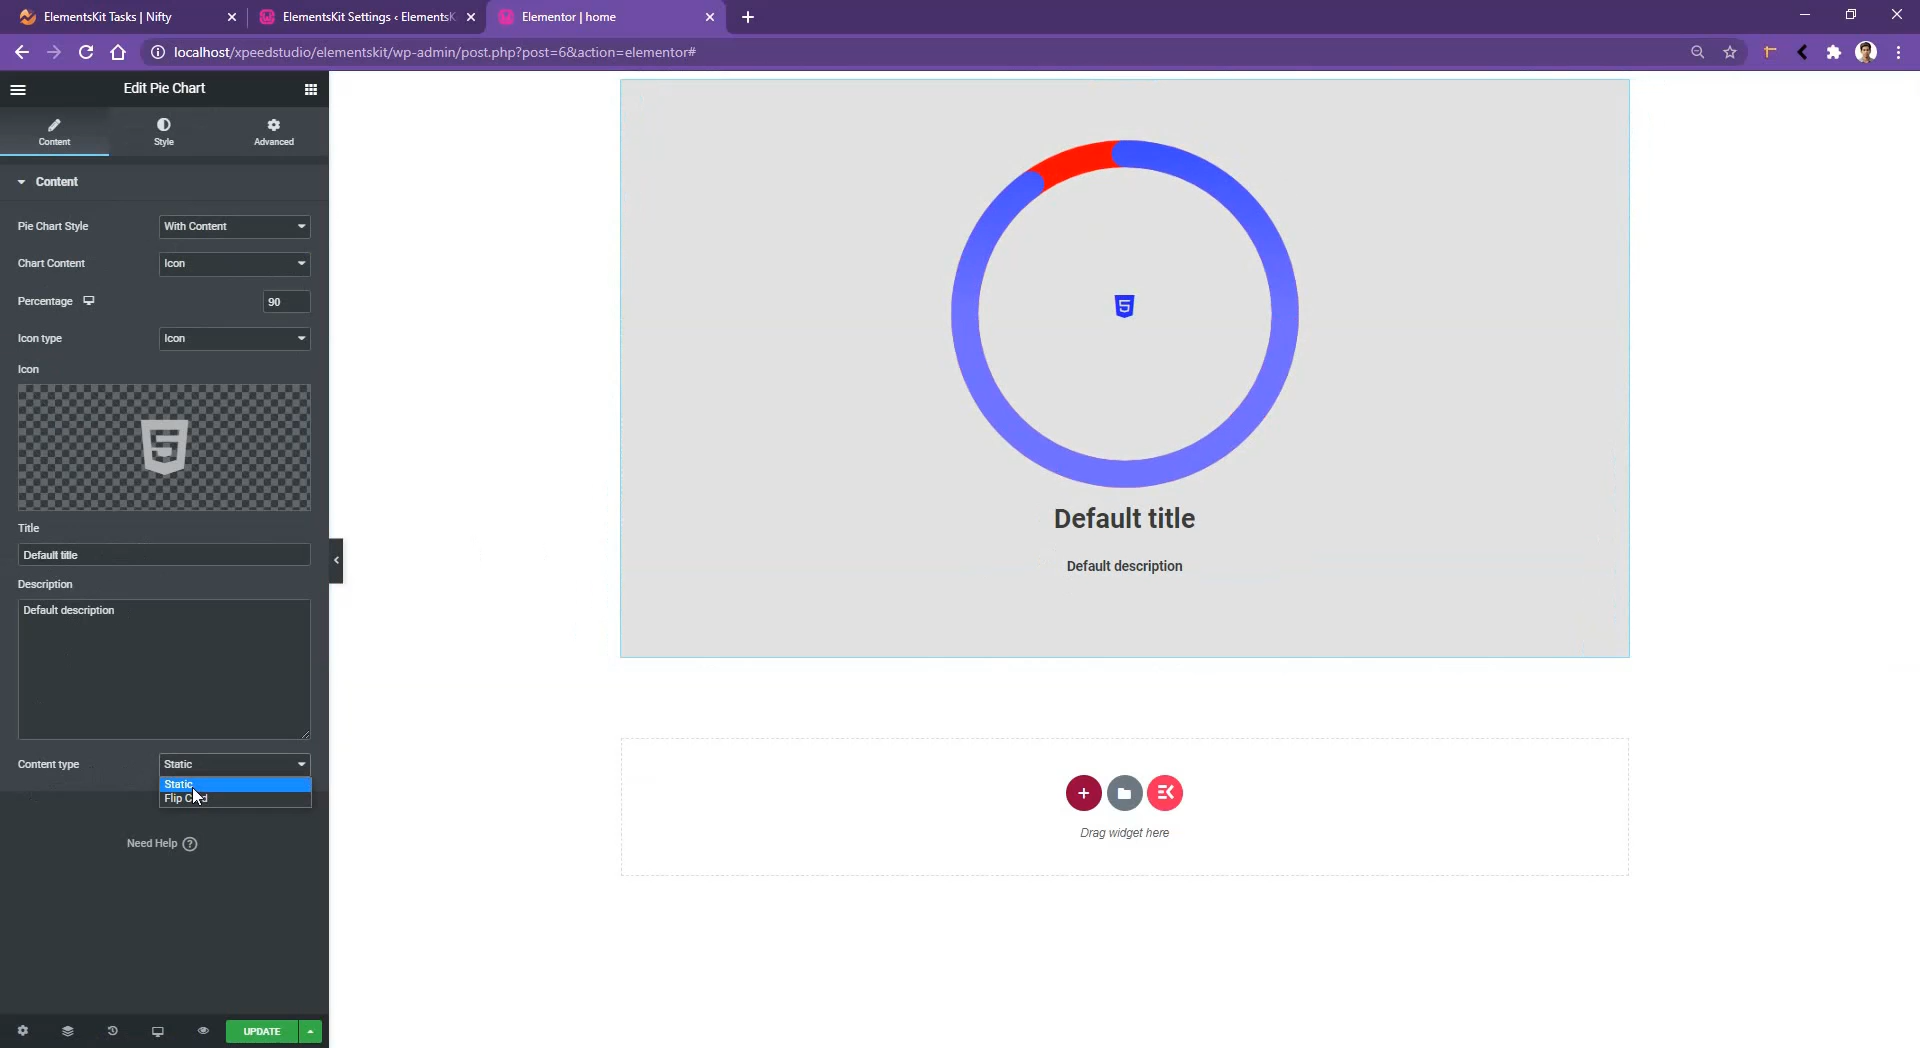 ElementsKit Tasks | Nifty
ElementsKit Settings ‹ ElementsK
Elementor | home
localhost/xpeedstudio/elementskit/wp-admin/post.php?post=6&action=elementor#
Edit Pie Chart
Content
Style
Advanced
Content
Pie Chart Style
With Content
Chart Content
Icon
Percentage
90
Icon type
Icon
Icon
Title
Default title
Description
Default description
Content type
Static
Static
Flip
Need Help
UPDATE
Default title
Default description
Drag widget here